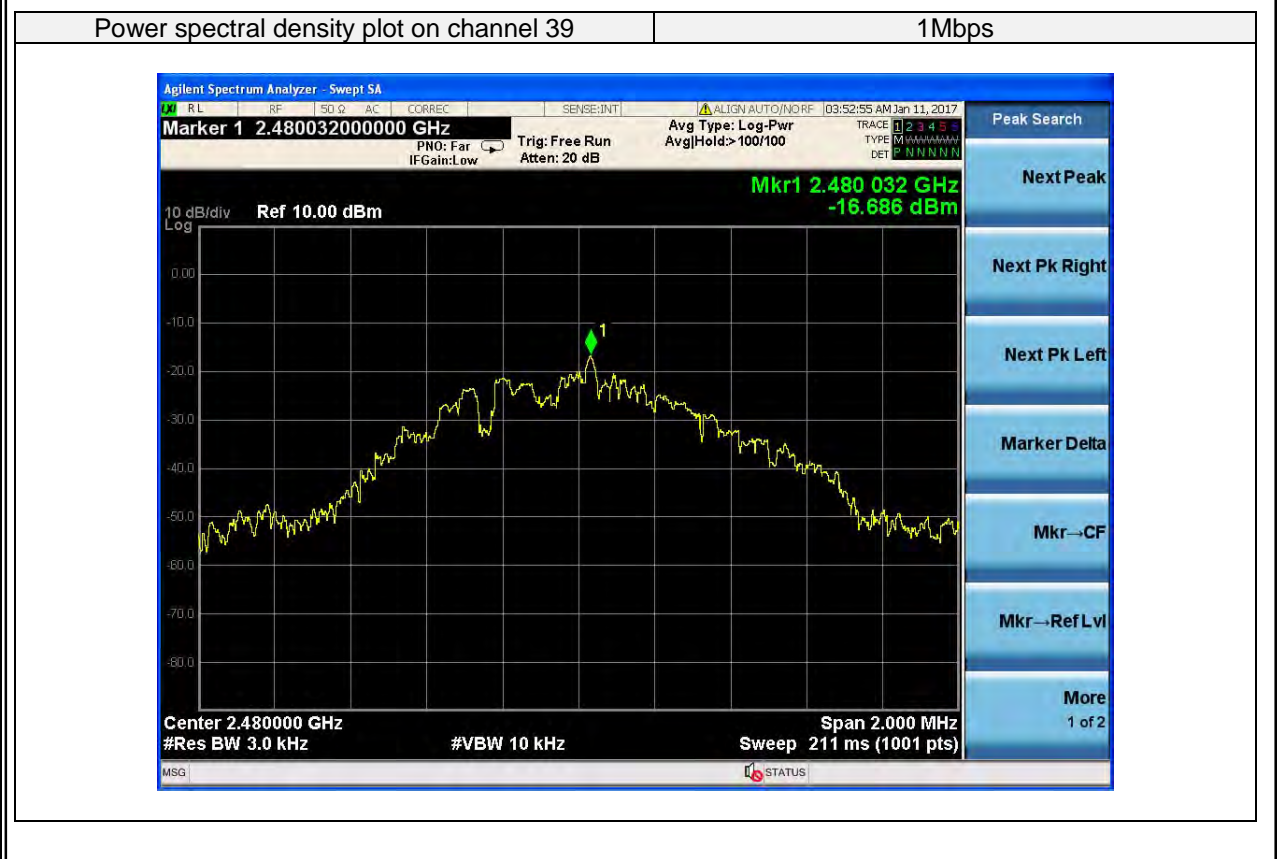 Power spectral density plot on channel 39 1Mbps
Agilent Spectrum Analyzer - Swept SA
LXI RL RF 50 Ω AC CORREC SENSE:INT ALIGN AUTO/NO RF 03:52:55 AM Jan 11, 2017
Marker 1 2.480032000000 GHz
PNO: Far
IFGain:Low
Trig: Free Run
Atten: 20 dB
Avg Type: Log-Pwr
Avg|Hold:>100/100
TRACE 1 2 3 4 5 6
TYPE M WWWWW
DET P N N N N N
Mkr1 2.480 032 GHz
-16.686 dBm
10 dB/div Ref 10.00 dBm
Log
0.00
-10.0
-20.0
-30.0
-40.0
-50.0
-60.0
-70.0
-80.0
1
Center 2.480000 GHz Span 2.000 MHz
#Res BW 3.0 kHz #VBW 10 kHz Sweep 211 ms (1001 pts)
MSG STATUS
Peak Search
Next Peak
Next Pk Right
Next Pk Left
Marker Delta
Mkr→CF
Mkr→Ref Lvl
More
1 of 2